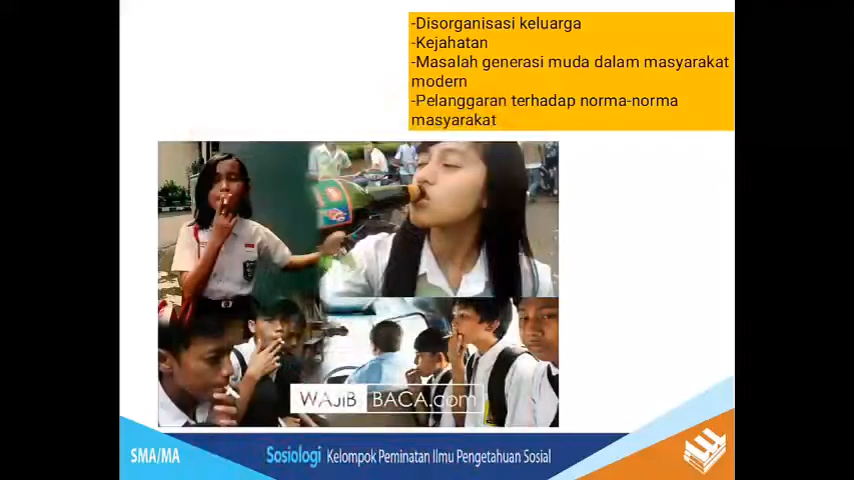 -Disorganisasi keluarga
-Kejahatan
-Masalah generasi muda dalam masyarakat
modern
-Pelanggaran terhadap norma-norma
masyarakat
WAJIB BACA.com
SMA/MA
Sosiologi Kelompok Peminatan Ilmu Pengetahuan Sosial